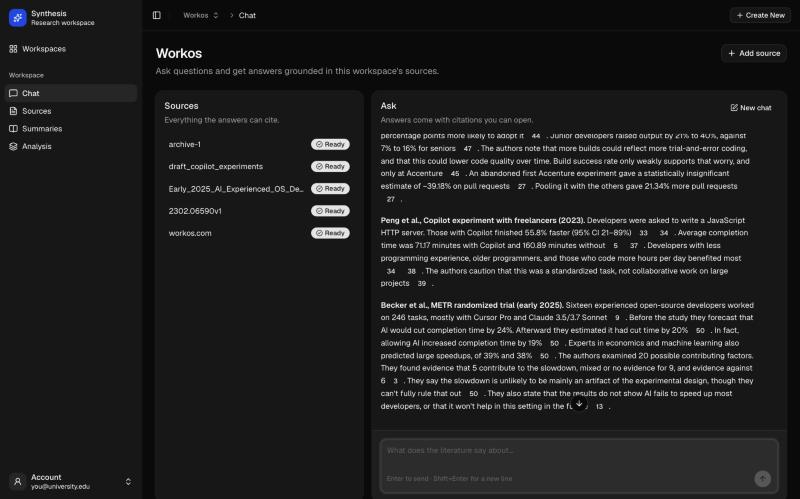 Synthesis
Research workspace
Workspaces
Workspace
Chat
Sources
Summaries
Analysis
Account
you@university.edu
Workos
Chat
Create New
Workos
Ask questions and get answers grounded in this workspace's sources.
Add source
Sources
Everything the answers can cite.
archive-1 Ready
draft_copilot_experiments Ready
Early_2025_AI_Experienced_OS_De... Ready
2302.06590v1 Ready
workos.com Ready
Ask
Answers come with citations you can open.
New chat
percentage points more likely to adopt it 44 . Junior developers raised output by 21% to 40%, against
7% to 16% for seniors 47 . The authors note that more builds could reflect more trial-and-error coding,
and that this could lower code quality over time. Build success rate only weakly supports that worry, and
only at Accenture 45 . An abandoned first Accenture experiment gave a statistically insignificant
estimate of −39.18% on pull requests 27 . Pooling it with the others gave 21.34% more pull requests
27 .
Peng et al., Copilot experiment with freelancers (2023). Developers were asked to write a JavaScript
HTTP server. Those with Copilot finished 55.8% faster (95% CI 21–89%) 33 34 . Average completion
time was 71.17 minutes with Copilot and 160.89 minutes without 5 37 . Developers with less
programming experience, older programmers, and those who code more hours per day benefited most
34 38 . The authors caution that this was a standardized task, not collaborative work on large
projects 39 .
Becker et al., METR randomized trial (early 2025). Sixteen experienced open-source developers worked
on 246 tasks, mostly with Cursor Pro and Claude 3.5/3.7 Sonnet 9 . Before the study they forecast that
AI would cut completion time by 24%. Afterward they estimated it had cut time by 20% 50 . In fact,
allowing AI increased completion time by 19% 50 . Experts in economics and machine learning also
predicted large speedups, of 39% and 38% 50 . The authors examined 20 possible contributing factors.
They found evidence that 5 contribute to the slowdown, mixed or no evidence for 9, and evidence against
6 3 . They say the slowdown is unlikely to be mainly an artifact of the experimental design, though they
can't fully rule that out 50 . They also state that the results do not show AI fails to speed up most
developers, or that it won't help in this setting in the 13 .
What does the literature say about...
Enter to send · Shift+Enter for a new line